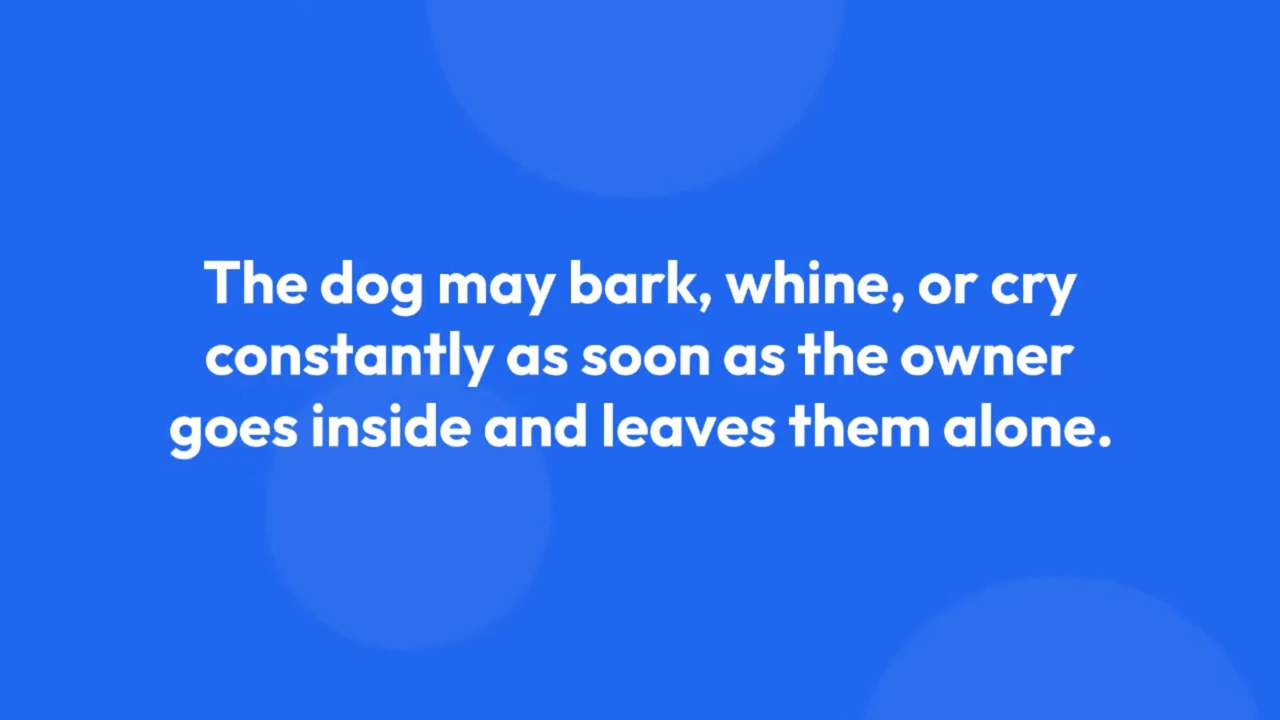 The dog may bark, whine, or cry
constantly as soon as the owner
goes inside and leaves them alone.